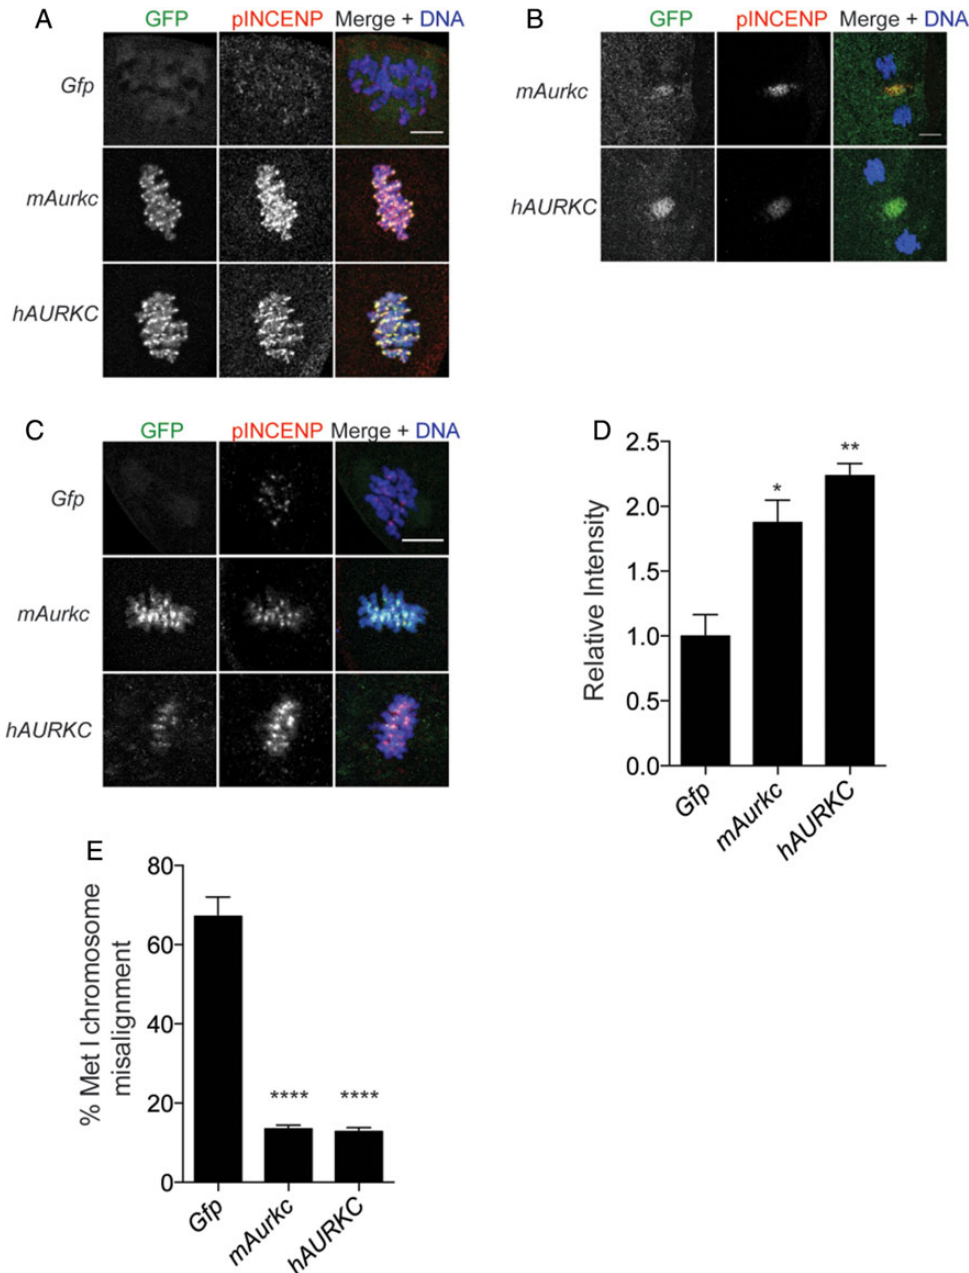 A
GFP pINCENP Merge + DNA
Gfp
mAurkc
hAURKC
B
GFP pINCENP Merge + DNA
mAurkc
hAURKC
C
GFP pINCENP Merge + DNA
Gfp
mAurkc
hAURKC
D
Relative Intensity
2.5
2.0
1.5
1.0
0.5
0.0
*
**
Gfp
mAurkc
hAURKC
E
% Met I chromosome
misalignment
80
60
40
20
0
****
****
Gfp
mAurkc
hAURKC